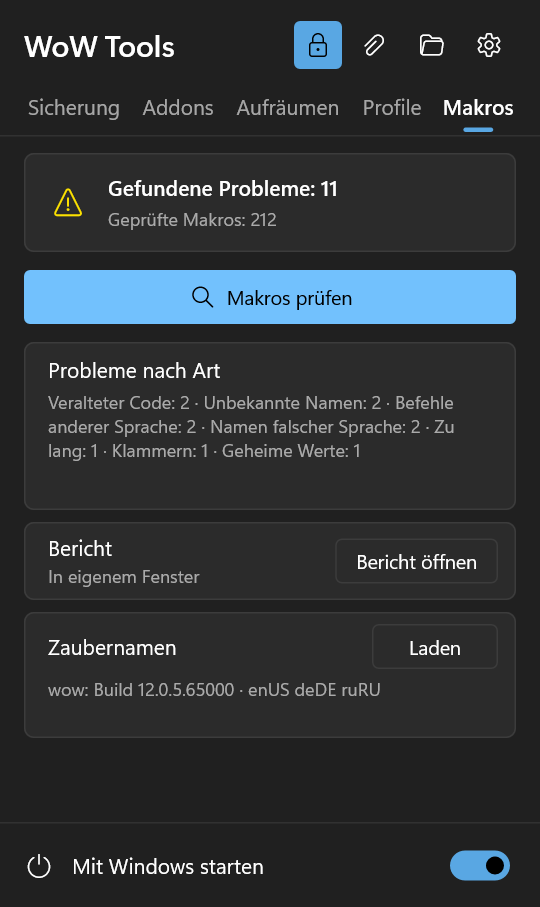 WoW Tools
Sicherung Addons Aufräumen Profile Makros
Gefundene Probleme: 11
Geprüfte Makros: 212
Makros prüfen
Probleme nach Art
Veralteter Code: 2 · Unbekannte Namen: 2 · Befehle
anderer Sprache: 2 · Namen falscher Sprache: 2 · Zu
lang: 1 · Klammern: 1 · Geheime Werte: 1
Bericht
In eigenem Fenster
Bericht öffnen
Zaubernamen
Laden
wow: Build 12.0.5.65000 · enUS deDE ruRU
Mit Windows starten